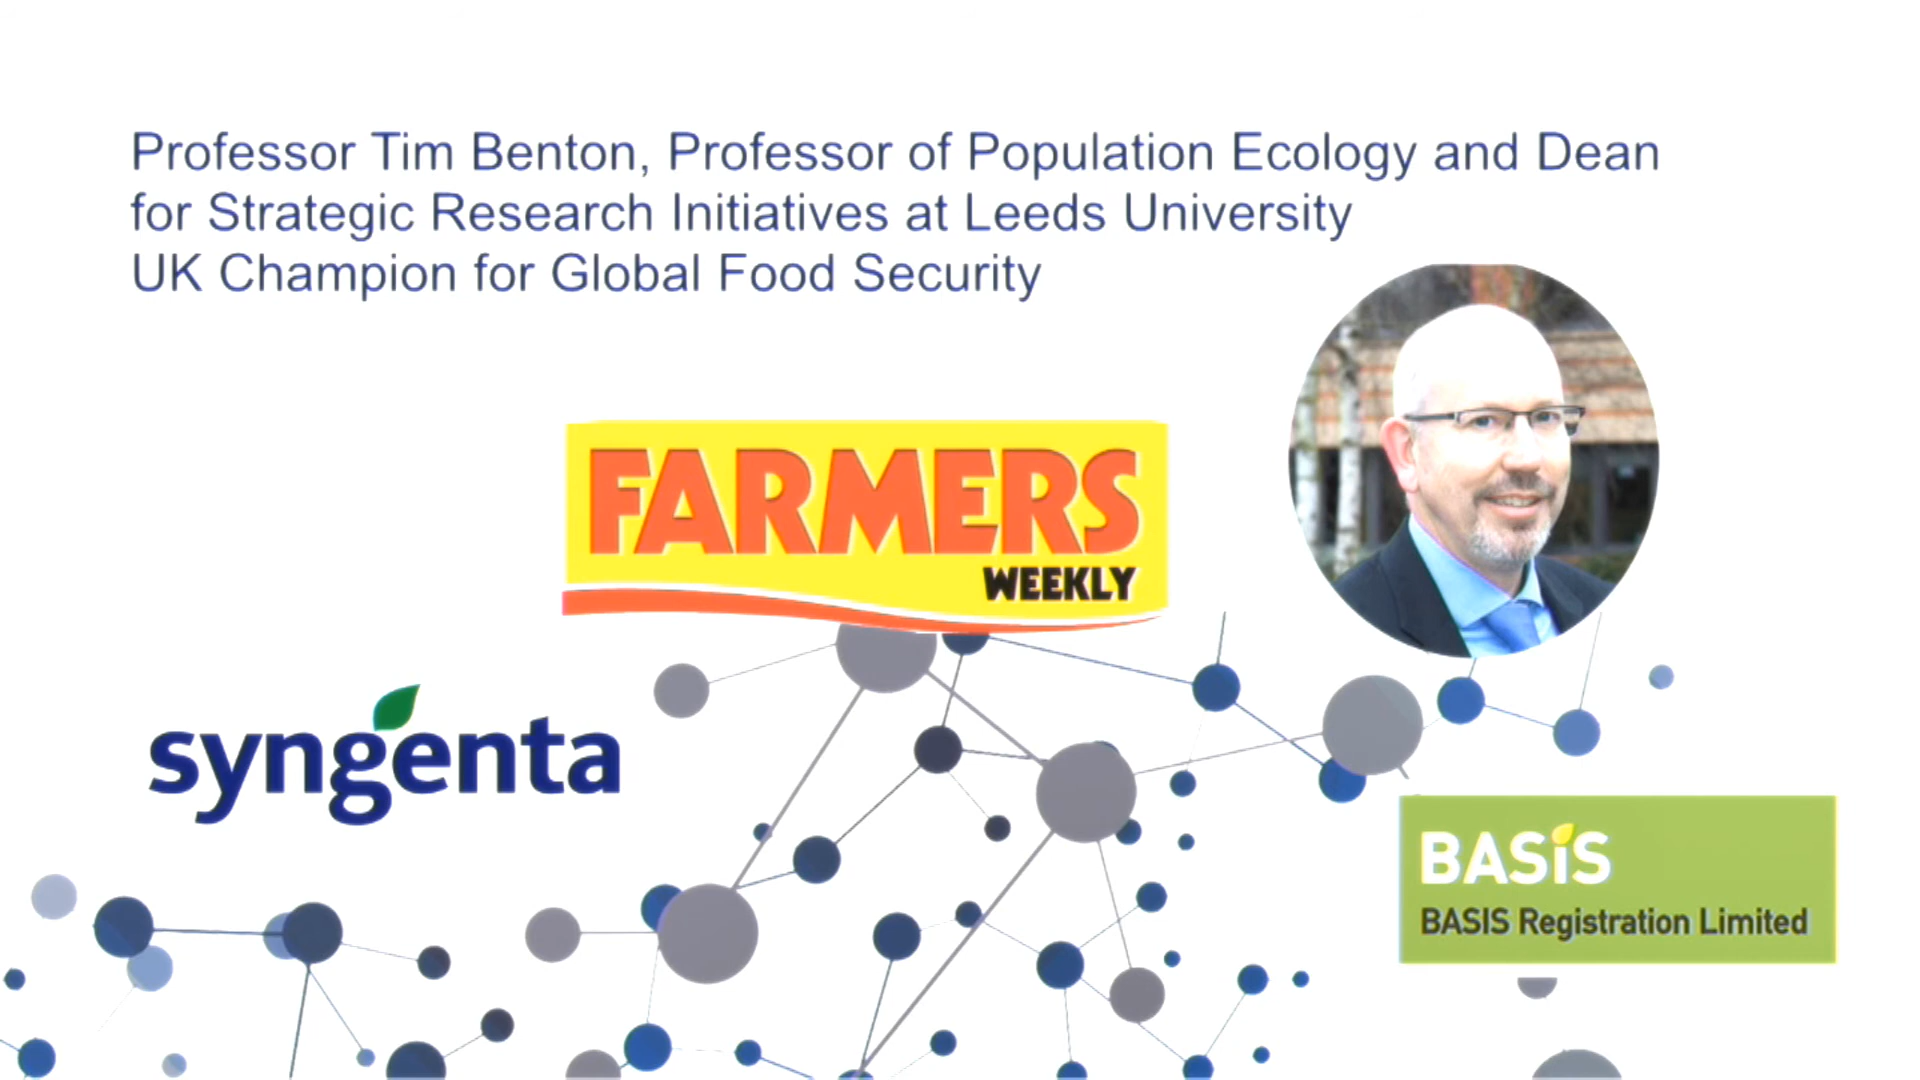 Professor Tim Benton, Professor of Population Ecology and Dean
for Strategic Research Initiatives at Leeds University
UK Champion for Global Food Security
FARMERS
WEEKLY
syngenta
BASiS
BASIS Registration Limited